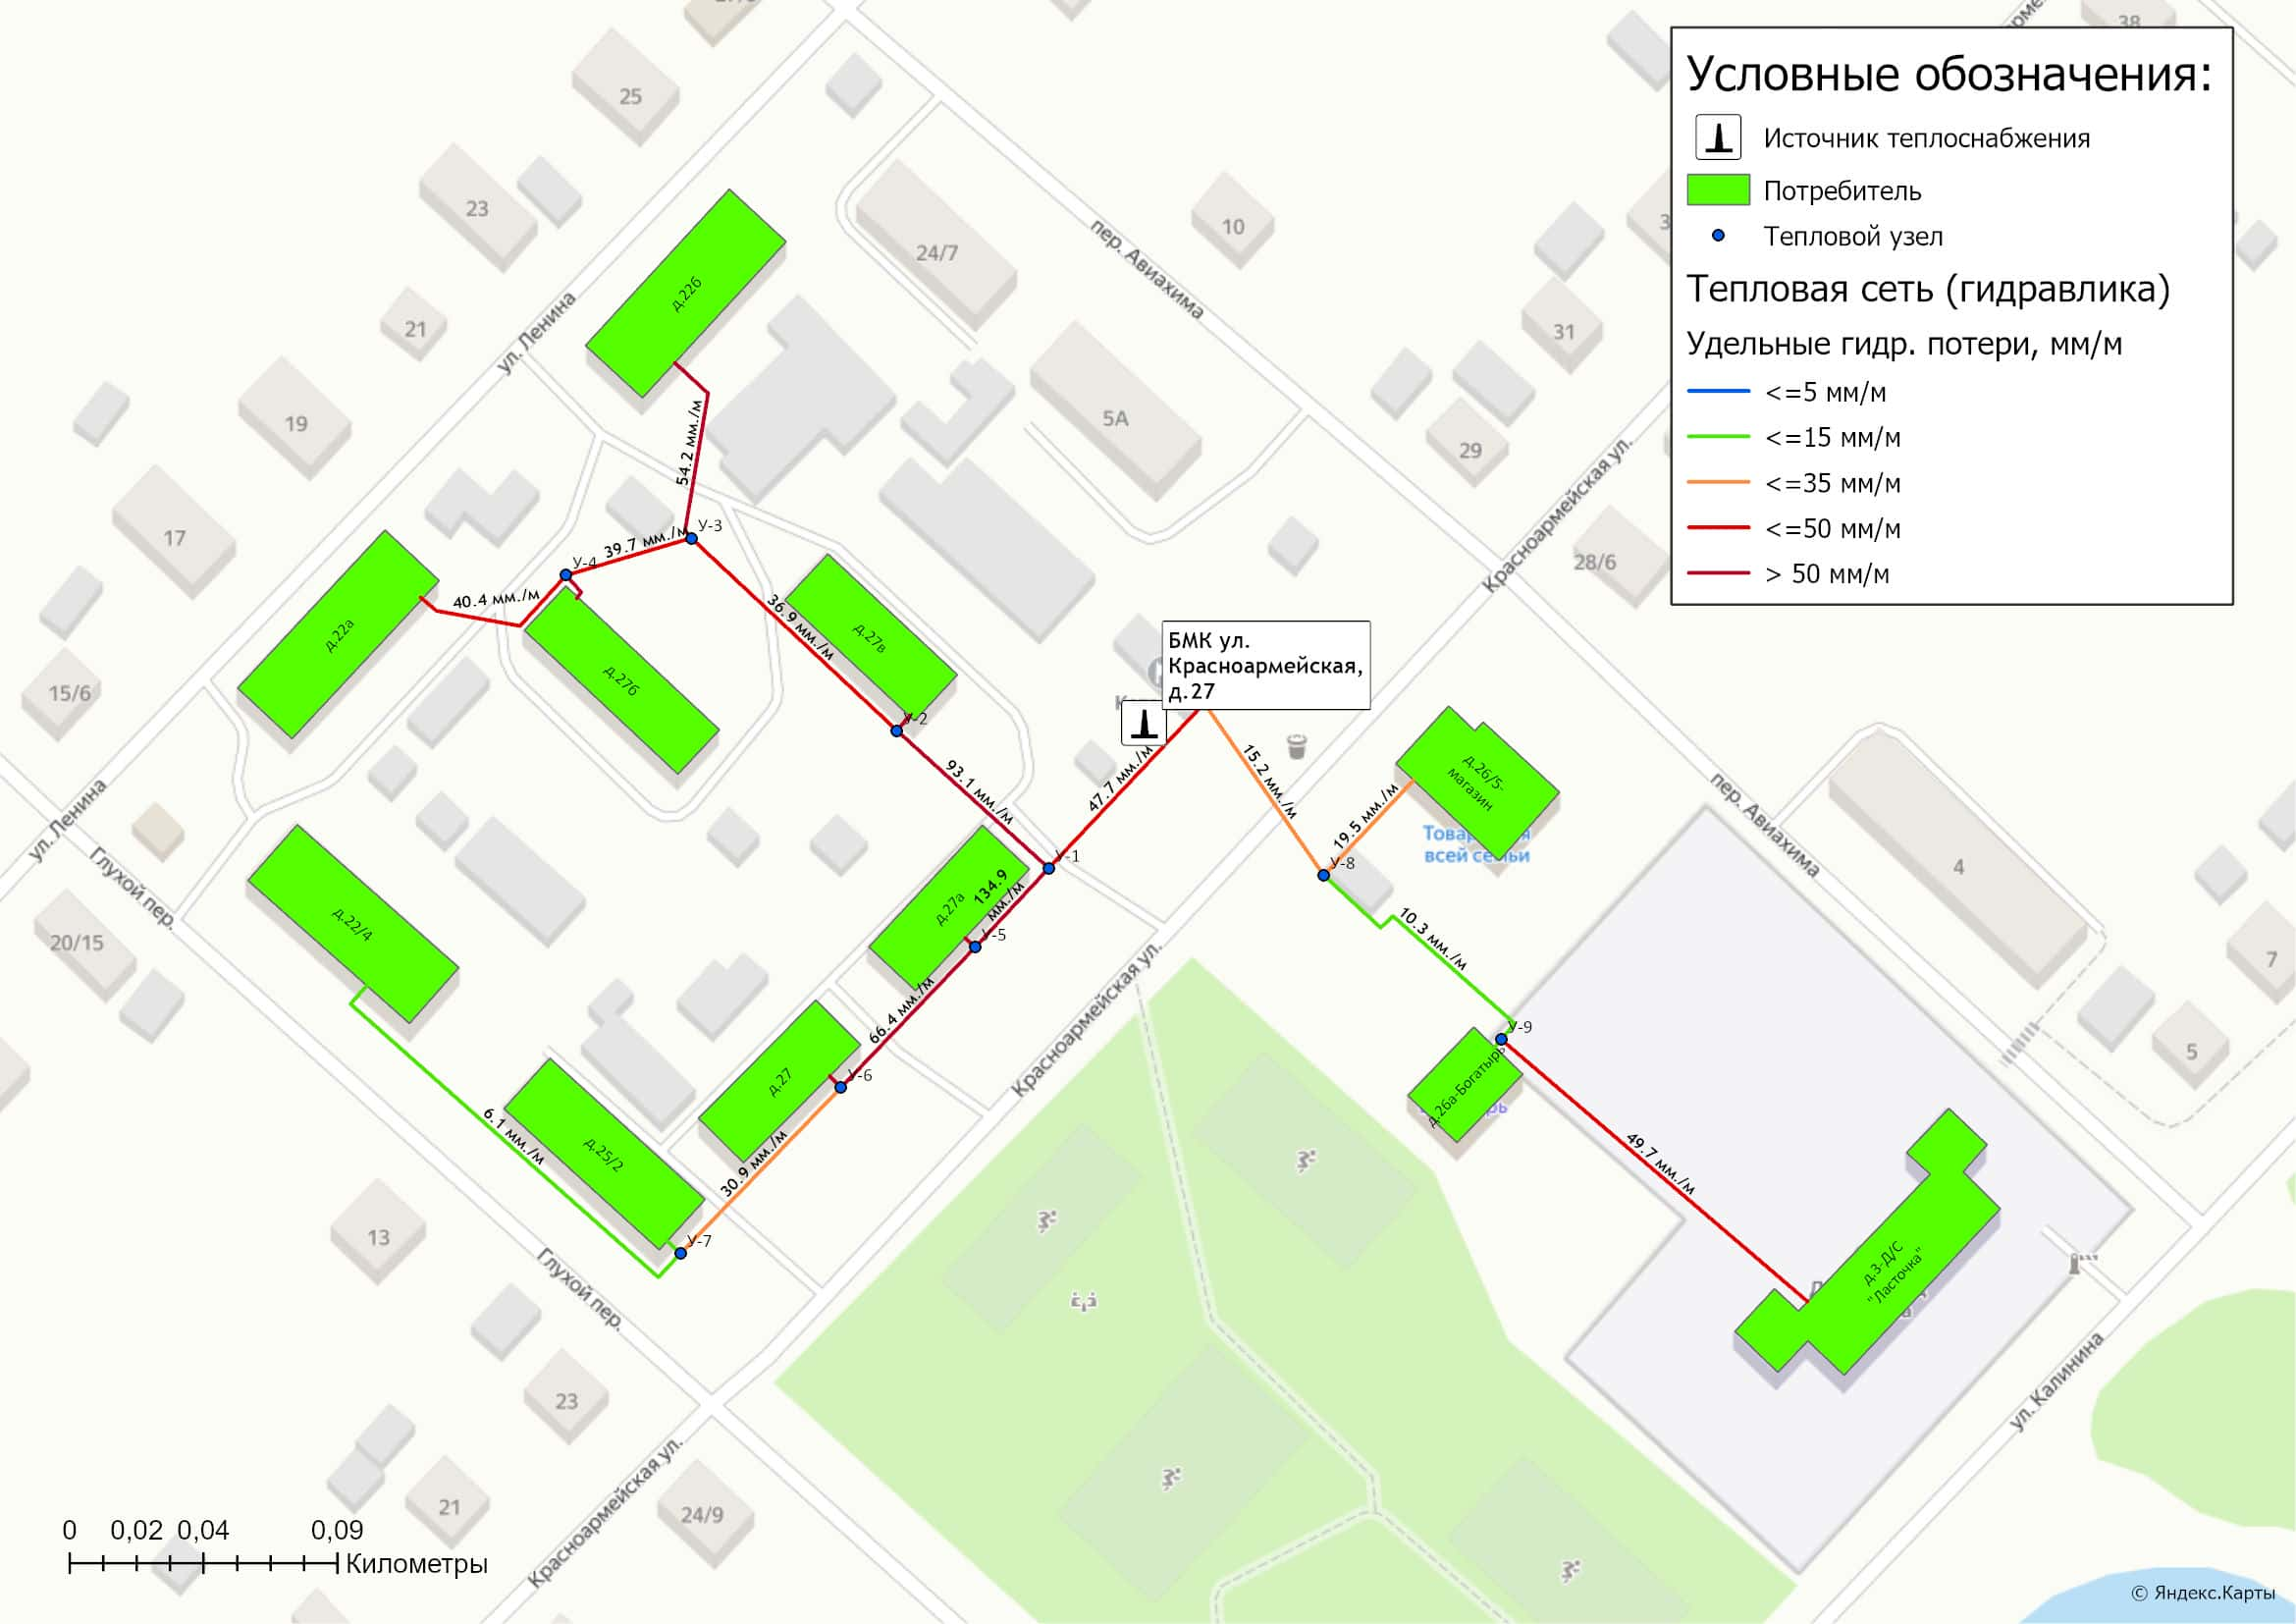 Условные обозначения:
Источник теплоснабжения
Потребитель
Тепловой узел
Тепловая сеть (гидравлика)
Удельные гидр. потери, мм/м
<=5 мм/м
<=15 мм/м
<=35 мм/м
<=50 мм/м
> 50 мм/м
38
25
23
24/7
10
пер. Авиахима
ул. Ленина
21
31
д.22б
19
5А
29
Красноармейская ул.
28/6
17
54.2 мм./м
У-3
39.7 мм./м
У-4
40.4 мм./м
д.22а
д.27б
36.9 мм./м
д.27в
У-2
БМК ул.
Красноармейская,
д.27
15/6
93.1 мм./м
47.7 мм./м
15.2 мм./м
19.5 мм./м
д.26/5-
магазин
всей семьи
У-8
У-1
ул. Ленина
Глухой пер.
пер. Авиахима
4
д.27а
134.9
мм./м
У-5
д.22/4
20/15
10.3 мм./м
7
66.4 мм./м
Красноармейская ул.
У-9
д.26а-Богатырь
5
д.27
У-6
6.1 мм./м
д.25/2
30.9 мм./м
49.7 мм./м
У-7
13
Глухой пер.
д.3-Д/С
"Ласточка"
ул. Калинина
23
21
24/9
Красноармейская ул.
0 0,02 0,04 0,09
Километры
© Яндекс.Карты